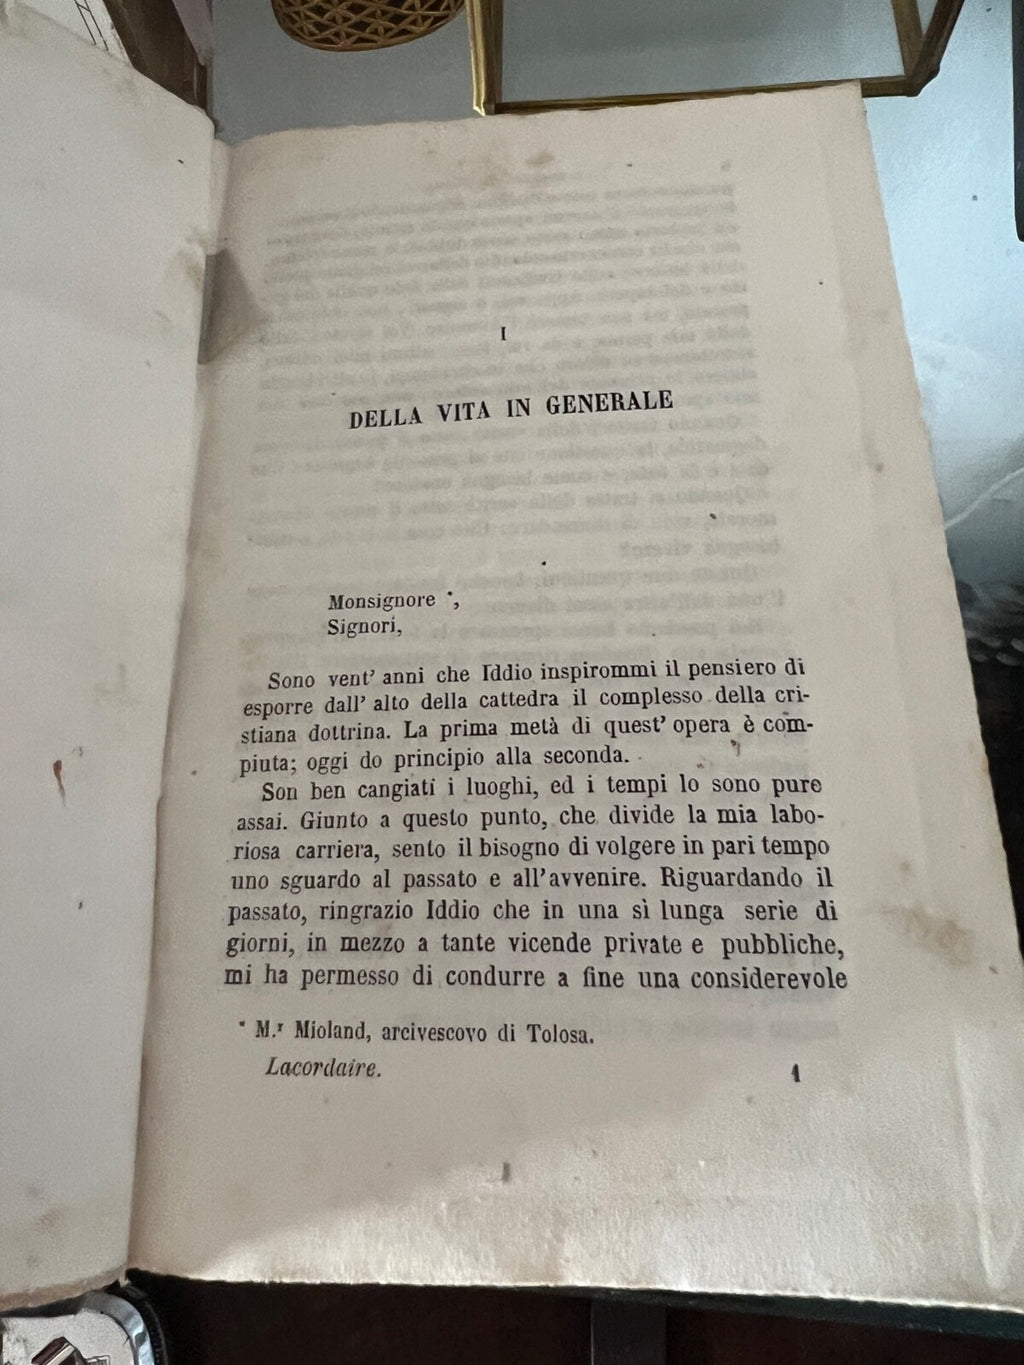 I
DELLA VITA IN GENERALE
Monsignore *,
Signori,
Sono vent' anni che Iddio inspirommi il pensiero di
esporre dall' alto della cattedra il complesso della cri-
stiana dottrina. La prima metà di quest' opera è com-
piuta; oggi do principio alla seconda.
Son ben cangiati i luoghi, ed i tempi lo sono pure
assai. Giunto a questo punto, che divide la mia labo-
riosa carriera, sento il bisogno di volgere in pari tempo
uno sguardo al passato e all'avvenire. Riguardando il
passato, ringrazio Iddio che in una sì lunga serie di
giorni, in mezzo a tante vicende private e pubbliche,
mi ha permesso di condurre a fine una considerevole
* M.r Mioland, arcivescovo di Tolosa.
Lacordaire. 1